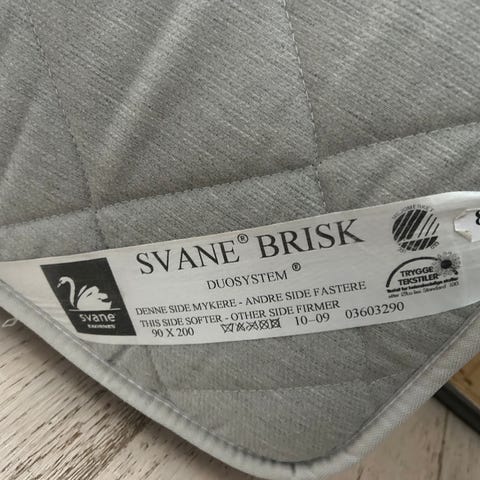 SVANE® BRISK
DUOSYSTEM®
DENNE SIDE MYKERE - ANDRE SIDE FASTERE
THIS SIDE SOFTER - OTHER SIDE FIRMER
90 X 200 10-09 03603290
svane
TRYGGE
TEKSTILER
8